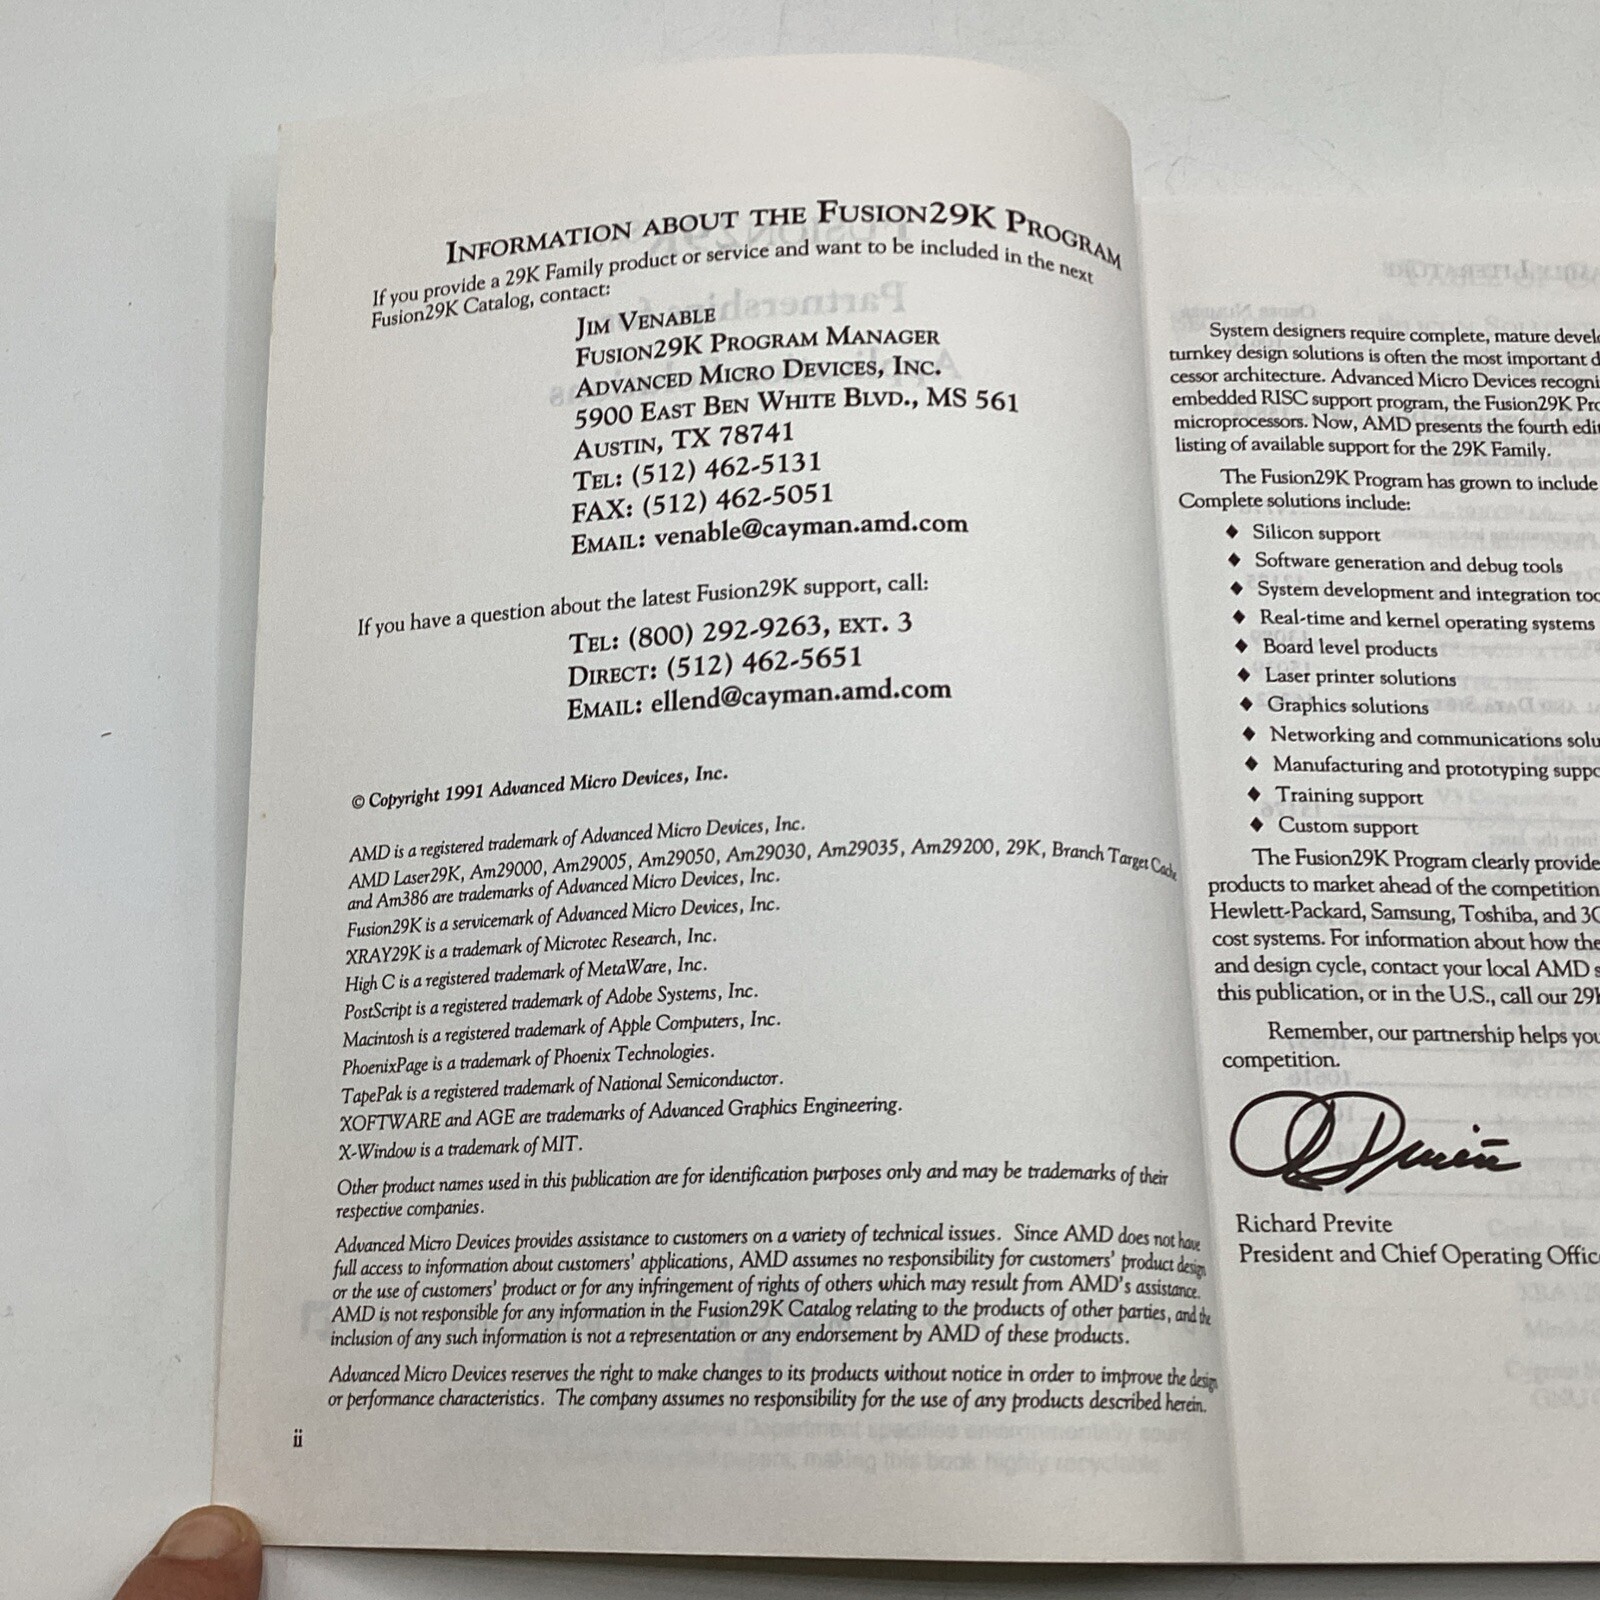 INFORMATION ABOUT THE FUSION29K PROGRAM
If you provide a 29K Family product or service and want to be included in the next
Fusion29K Catalog, contact:
JIM VENABLE
FUSION29K PROGRAM MANAGER
ADVANCED MICRO DEVICES, INC.
5900 EAST BEN WHITE BLVD., MS 561
AUSTIN, TX 78741
TEL: (512) 462-5131
FAX: (512) 462-5051
EMAIL: venable@cayman.amd.com
If you have a question about the latest Fusion29K support, call:
TEL: (800) 292-9263, EXT. 3
DIRECT: (512) 462-5651
EMAIL: ellend@cayman.amd.com
© Copyright 1991 Advanced Micro Devices, Inc.
AMD is a registered trademark of Advanced Micro Devices, Inc.
AMD Laser29K, Am29000, Am29005, Am29050, Am29030, Am29035, Am29200, 29K, Branch Target Cache
and Am386 are trademarks of Advanced Micro Devices, Inc.
Fusion29K is a servicemark of Advanced Micro Devices, Inc.
XRAY29K is a trademark of Microtec Research, Inc.
High C is a registered trademark of MetaWare, Inc.
PostScript is a registered trademark of Adobe Systems, Inc.
Macintosh is a registered trademark of Apple Computers, Inc.
PhoenixPage is a trademark of Phoenix Technologies.
TapePak is a registered trademark of National Semiconductor.
XOFTWARE and AGE are trademarks of Advanced Graphics Engineering.
X-Window is a trademark of MIT.
Other product names used in this publication are for identification purposes only and may be trademarks of their
respective companies.
Advanced Micro Devices provides assistance to customers on a variety of technical issues. Since AMD does not have
full access to information about customers' applications, AMD assumes no responsibility for customers' product design
or the use of customers' product or for any infringement of rights of others which may result from AMD's assistance.
AMD is not responsible for any information in the Fusion29K Catalog relating to the products of other parties, and the
inclusion of any such information is not a representation or any endorsement by AMD of these products.
Advanced Micro Devices reserves the right to make changes to its products without notice in order to improve the design
or performance characteristics. The company assumes no responsibility for the use of any products described herein.
ii
System designers require complete, mature develo
turnkey design solutions is often the most important d
cessor architecture. Advanced Micro Devices recogni
embedded RISC support program, the Fusion29K Pro
microprocessors. Now, AMD presents the fourth edit
listing of available support for the 29K Family.
The Fusion29K Program has grown to include
Complete solutions include:
◆ Silicon support
◆ Software generation and debug tools
◆ System development and integration too
◆ Real-time and kernel operating systems
◆ Board level products
◆ Laser printer solutions
◆ Graphics solutions
◆ Networking and communications solu
◆ Manufacturing and prototyping suppo
◆ Training support
◆ Custom support
The Fusion29K Program clearly provide
products to market ahead of the competition
Hewlett-Packard, Samsung, Toshiba, and 3C
cost systems. For information about how the
and design cycle, contact your local AMD s
this publication, or in the U.S., call our 29K
Remember, our partnership helps you
competition.
Richard Previte
President and Chief Operating Office